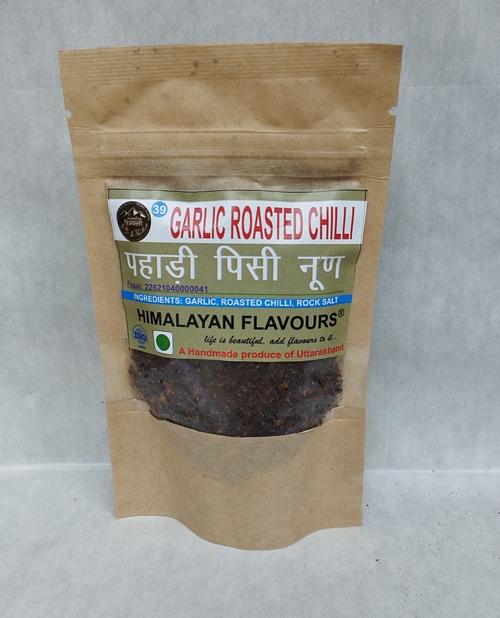 39
GARLIC ROASTED CHILLI
पहाडी पिसी नूण
Fssai: 22621040000041
INGREDIENTS: GARLIC, ROASTED CHILLI, ROCK SALT
HIMALAYAN FLAVOURS®
life is beautiful, add flavours to it..
ISO
A Handmade produce of Uttarakhand